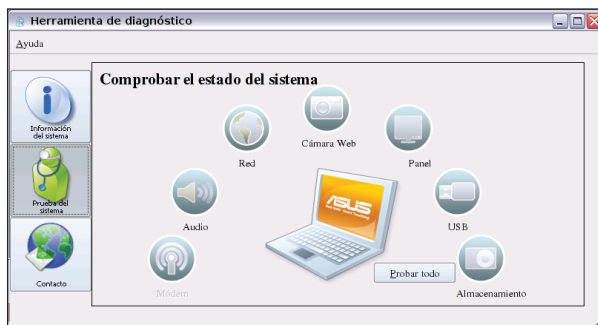 Herramienta de diagnóstico
Ayuda
Información
del sistema
Prueba del
sistema
Contacto
Comprobar el estado del sistema
Cámara Web
Red
Panel
Audio
USB
Módem
Almacenamiento
Probar todo
ASUS